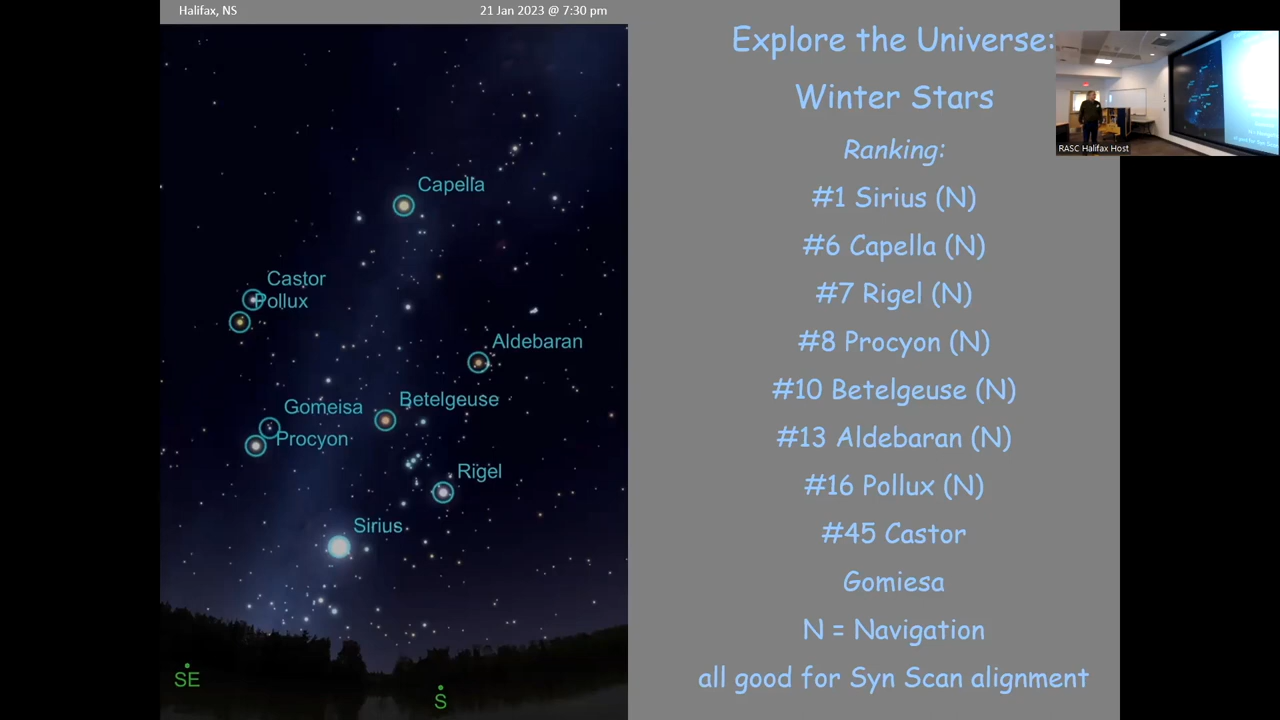 Halifax, NS
21 Jan 2023 @ 7:30 pm
Capella
Castor
Pollux
Aldebaran
Betelgeuse
Gomeisa
Procyon
Rigel
Sirius
SE
S
Explore the Universe:
Winter Stars
Ranking:
#1 Sirius (N)
#6 Capella (N)
#7 Rigel (N)
#8 Procyon (N)
#10 Betelgeuse (N)
#13 Aldebaran (N)
#16 Pollux (N)
#45 Castor
Gomiesa
N = Navigation
all good for Syn Scan alignment
RASC Halifax Host